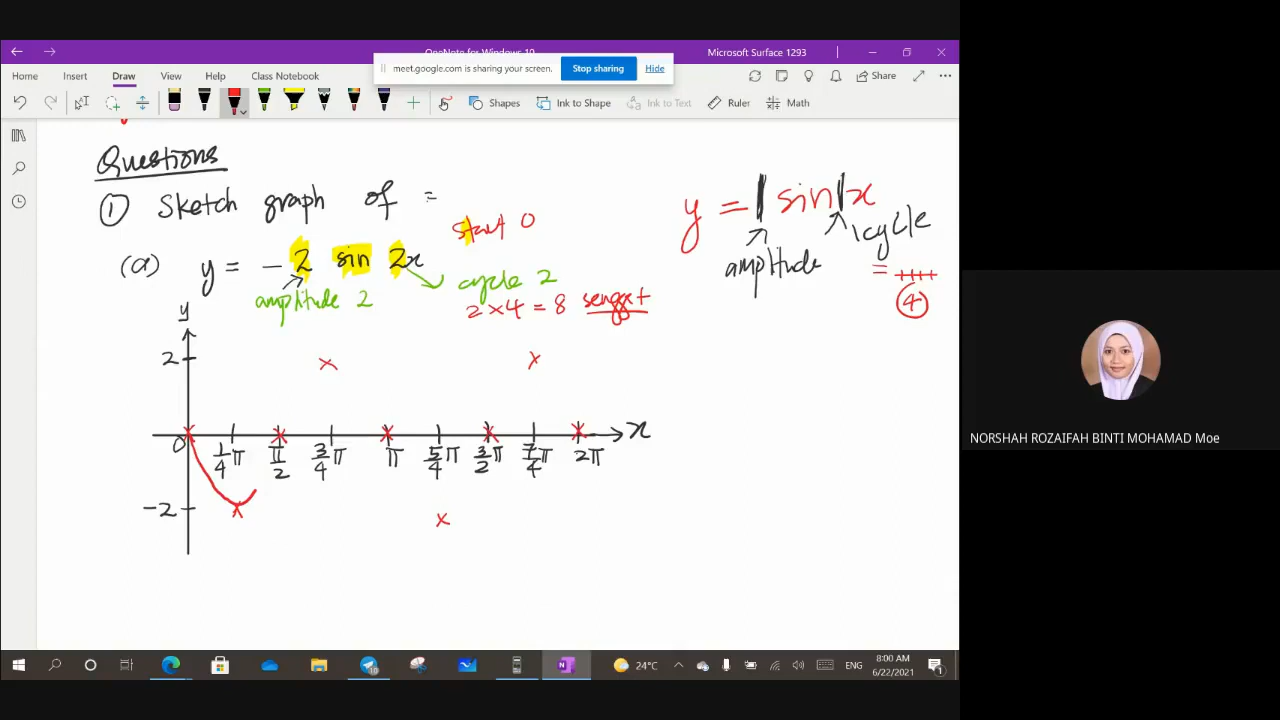 OneNote for Windows 10
Microsoft Surface 1293
meet.google.com is sharing your screen.
Stop sharing
Hide
Home Insert Draw View Help Class Notebook
Share
Shapes Ink to Shape Ink to Text Ruler Math
Questions
① Sketch graph of =
(a) y = - 2 sin 2x
start 0
amplitude 2
cycle 2
2 x 4 = 8 senggat
y = 1 sin 1 x
amplitude
1 cycle
=
4
y
2
0
-2
1/4 π π/2 3/4 π π 5/4 π 3/2 π 7/4 π 2π
x
NORSHAH ROZAIFAH BINTI MOHAMAD Moe
24°C
ENG
8:00 AM
6/22/2021